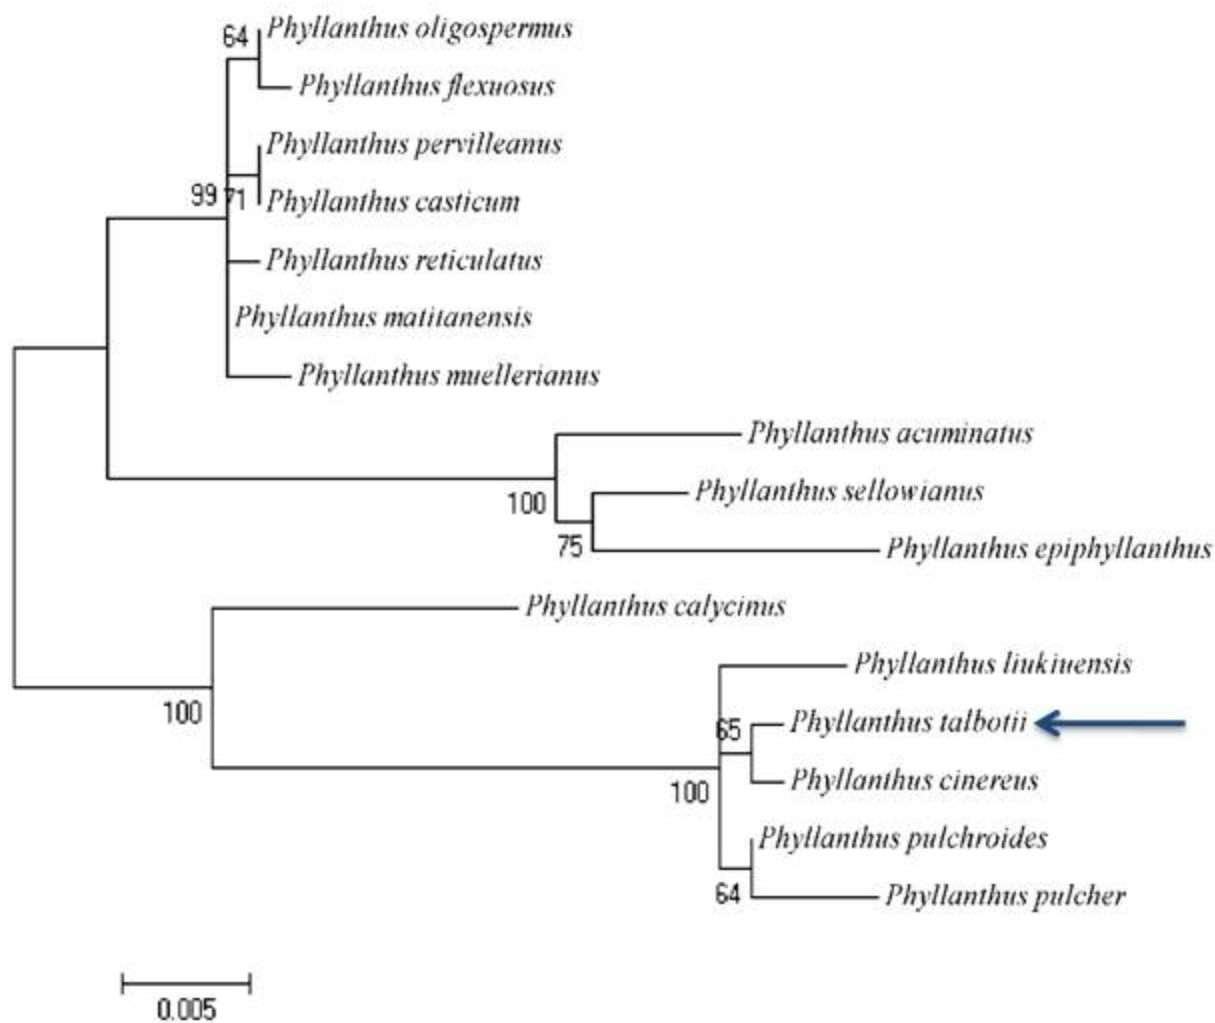 64
Phyllanthus oligospermus
Phyllanthus flexuosus
Phyllanthus pervilleanus
99 71
Phyllanthus casticum
Phyllanthus reticulatus
Phyllanthus matitanensis
Phyllanthus muellerianus
Phyllanthus acuminatus
100
Phyllanthus sellowianus
75
Phyllanthus epiphyllanthus
Phyllanthus calycinus
100
Phyllanthus liukiuensis
65
Phyllanthus talbotii
Phyllanthus cinereus
100
Phyllanthus pulchroides
64
Phyllanthus pulcher
0.005